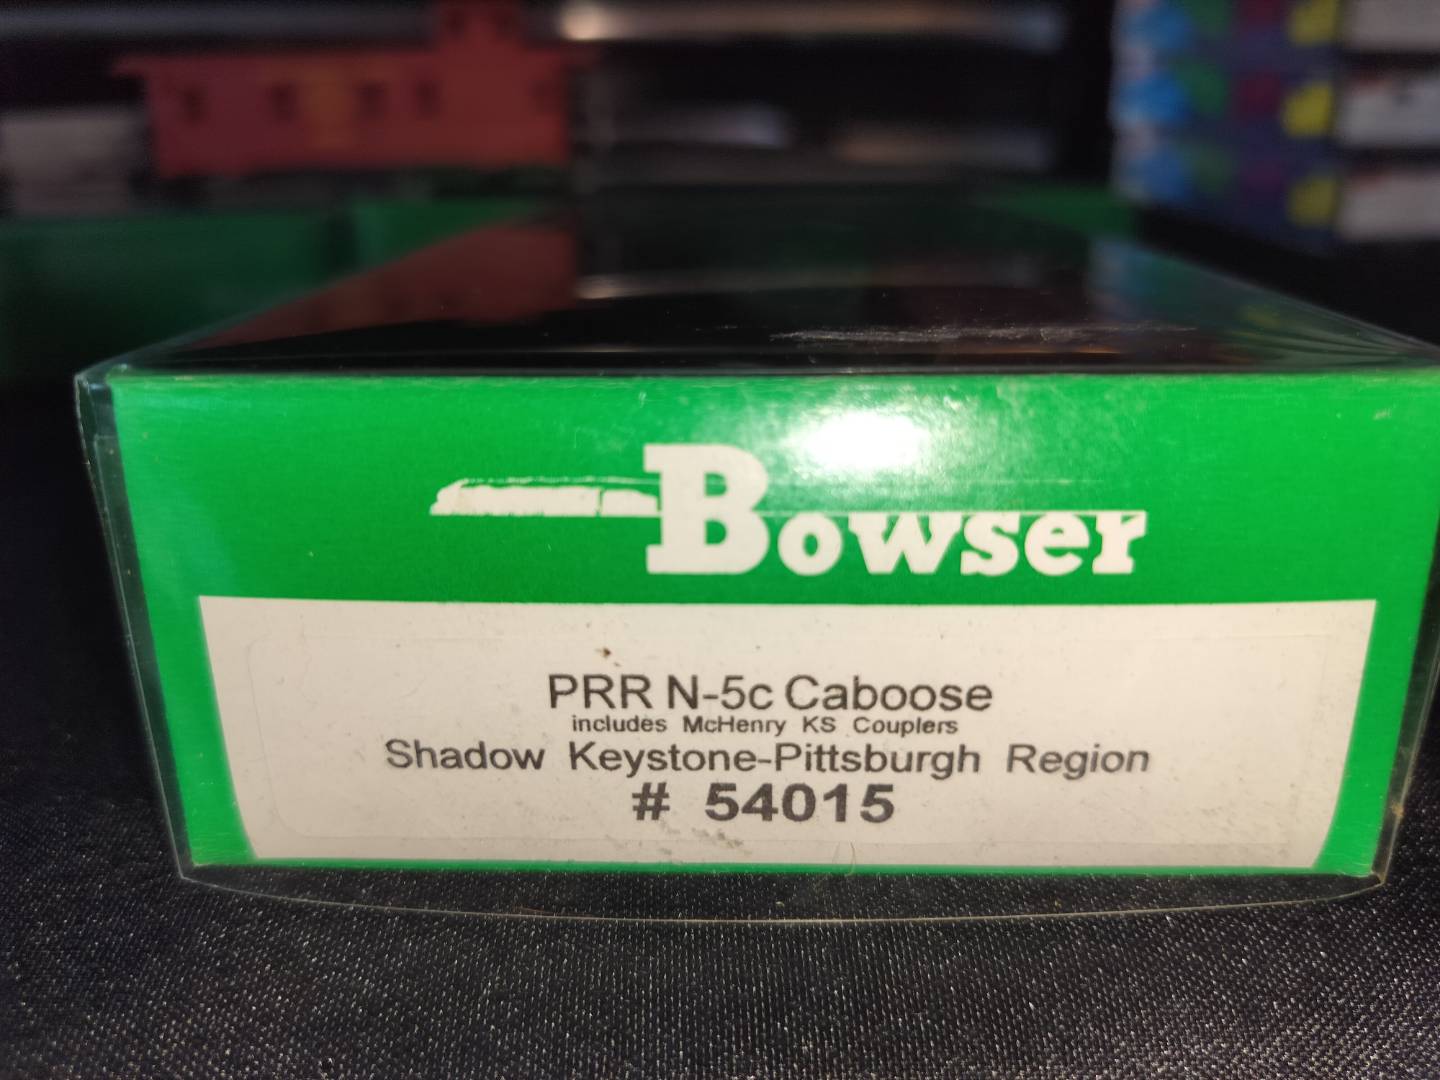 Bowser
PRR N-5c Caboose
includes McHenry KS Couplers
Shadow Keystone-Pittsburgh Region
# 54015